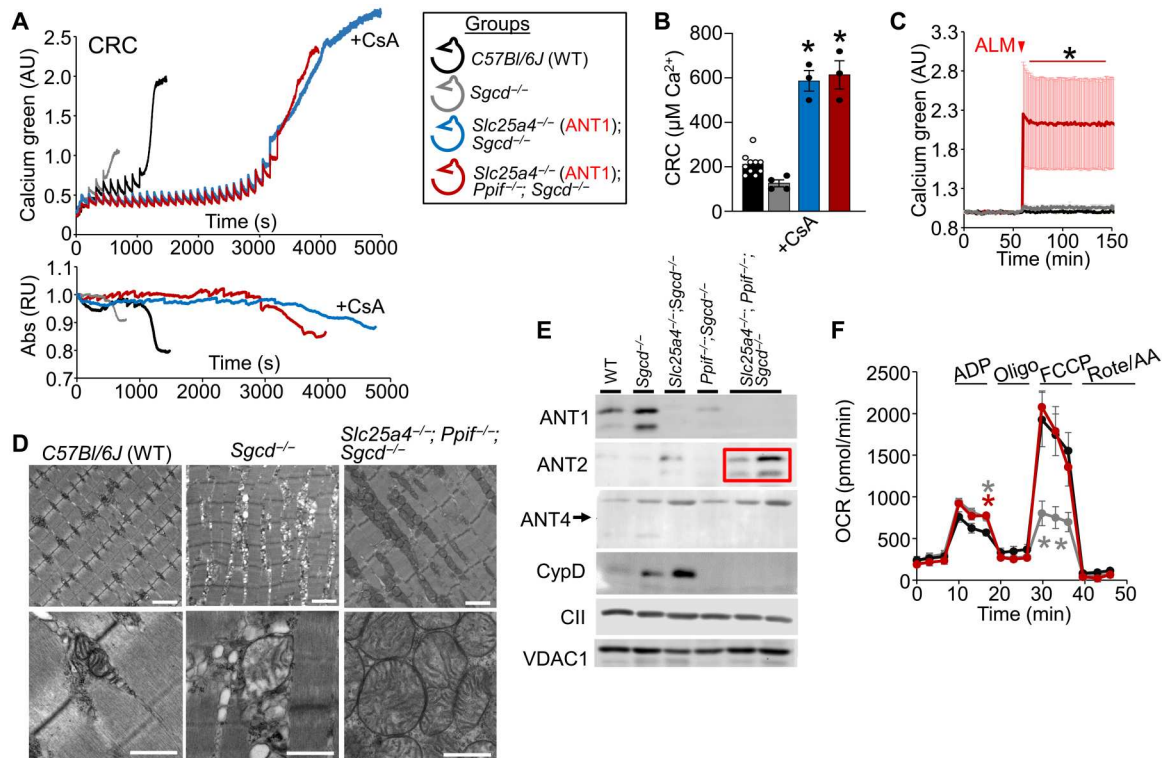 A
CRC
+CsA
Calcium green (AU)
2.5
2.0
1.5
1.0
0.5
0
Time (s)
0 1000 2000 3000 4000 5000
Abs (RU)
1.1
1.0
0.9
0.8
0.7
+CsA
Time (s)
0 1000 2000 3000 4000 5000
Groups
C57Bl/6J (WT)
Sgcd–/–
Slc25a4–/– (ANT1);
Sgcd–/–
Slc25a4–/– (ANT1);
Ppif–/–; Sgcd–/–
B
CRC (µM Ca2+)
800
600
400
200
0
*
*
+CsA
C
ALM
*
Calcium green (AU)
3.3
2.8
2.3
1.8
1.3
0.8
0 50 100 150
Time (min)
D
C57Bl/6J (WT)
Sgcd–/–
Slc25a4–/–; Ppif–/–;
Sgcd–/–
E
WT
Sgcd–/–
Slc25a4–/–;Sgcd–/–
Ppif–/–;Sgcd–/–
Slc25a4–/–; Ppif–/–;
Sgcd–/–
ANT1
ANT2
ANT4
CypD
CII
VDAC1
F
ADP Oligo FCCP Rote/AA
OCR (pmol/min)
2500
2000
1500
1000
500
0
*
*
**
0 10 20 30 40 50
Time (min)